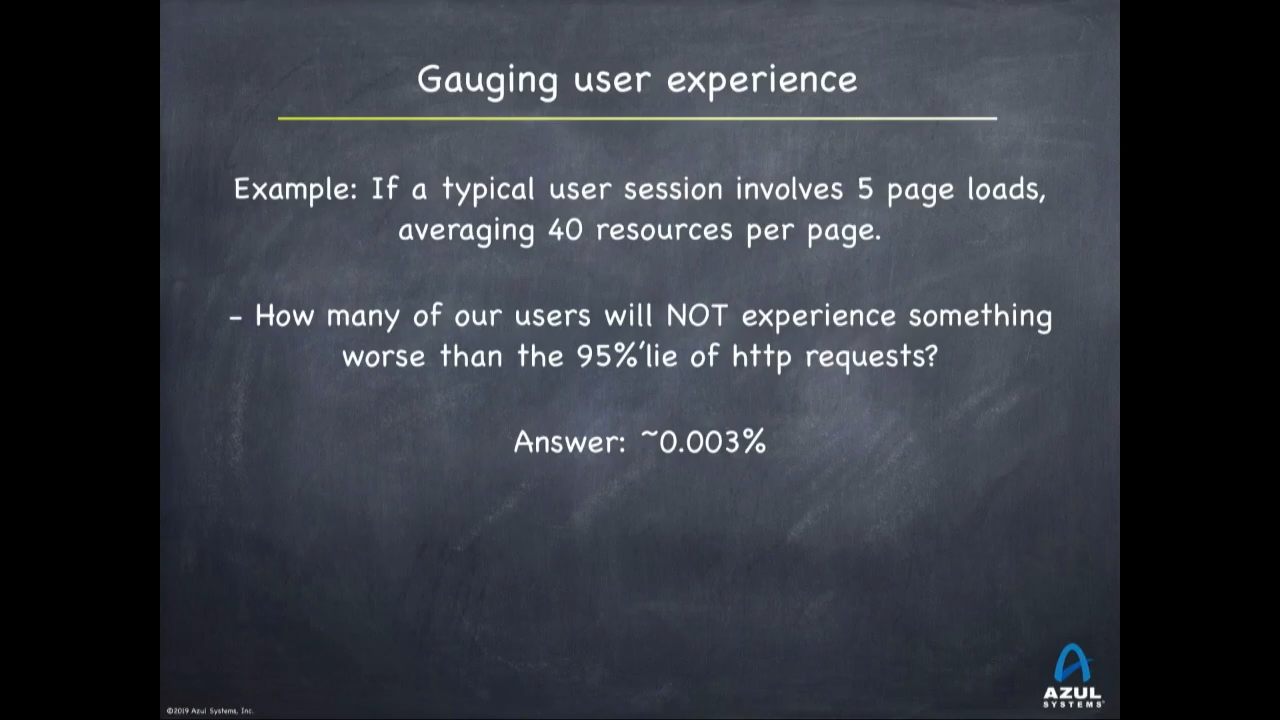 Gauging user experience
Example: If a typical user session involves 5 page loads,
averaging 40 resources per page.
- How many of our users will NOT experience something
worse than the 95%'lie of http requests?
Answer: ~0.003%
©2019 Azul Systems, Inc.
AZUL
SYSTEMS